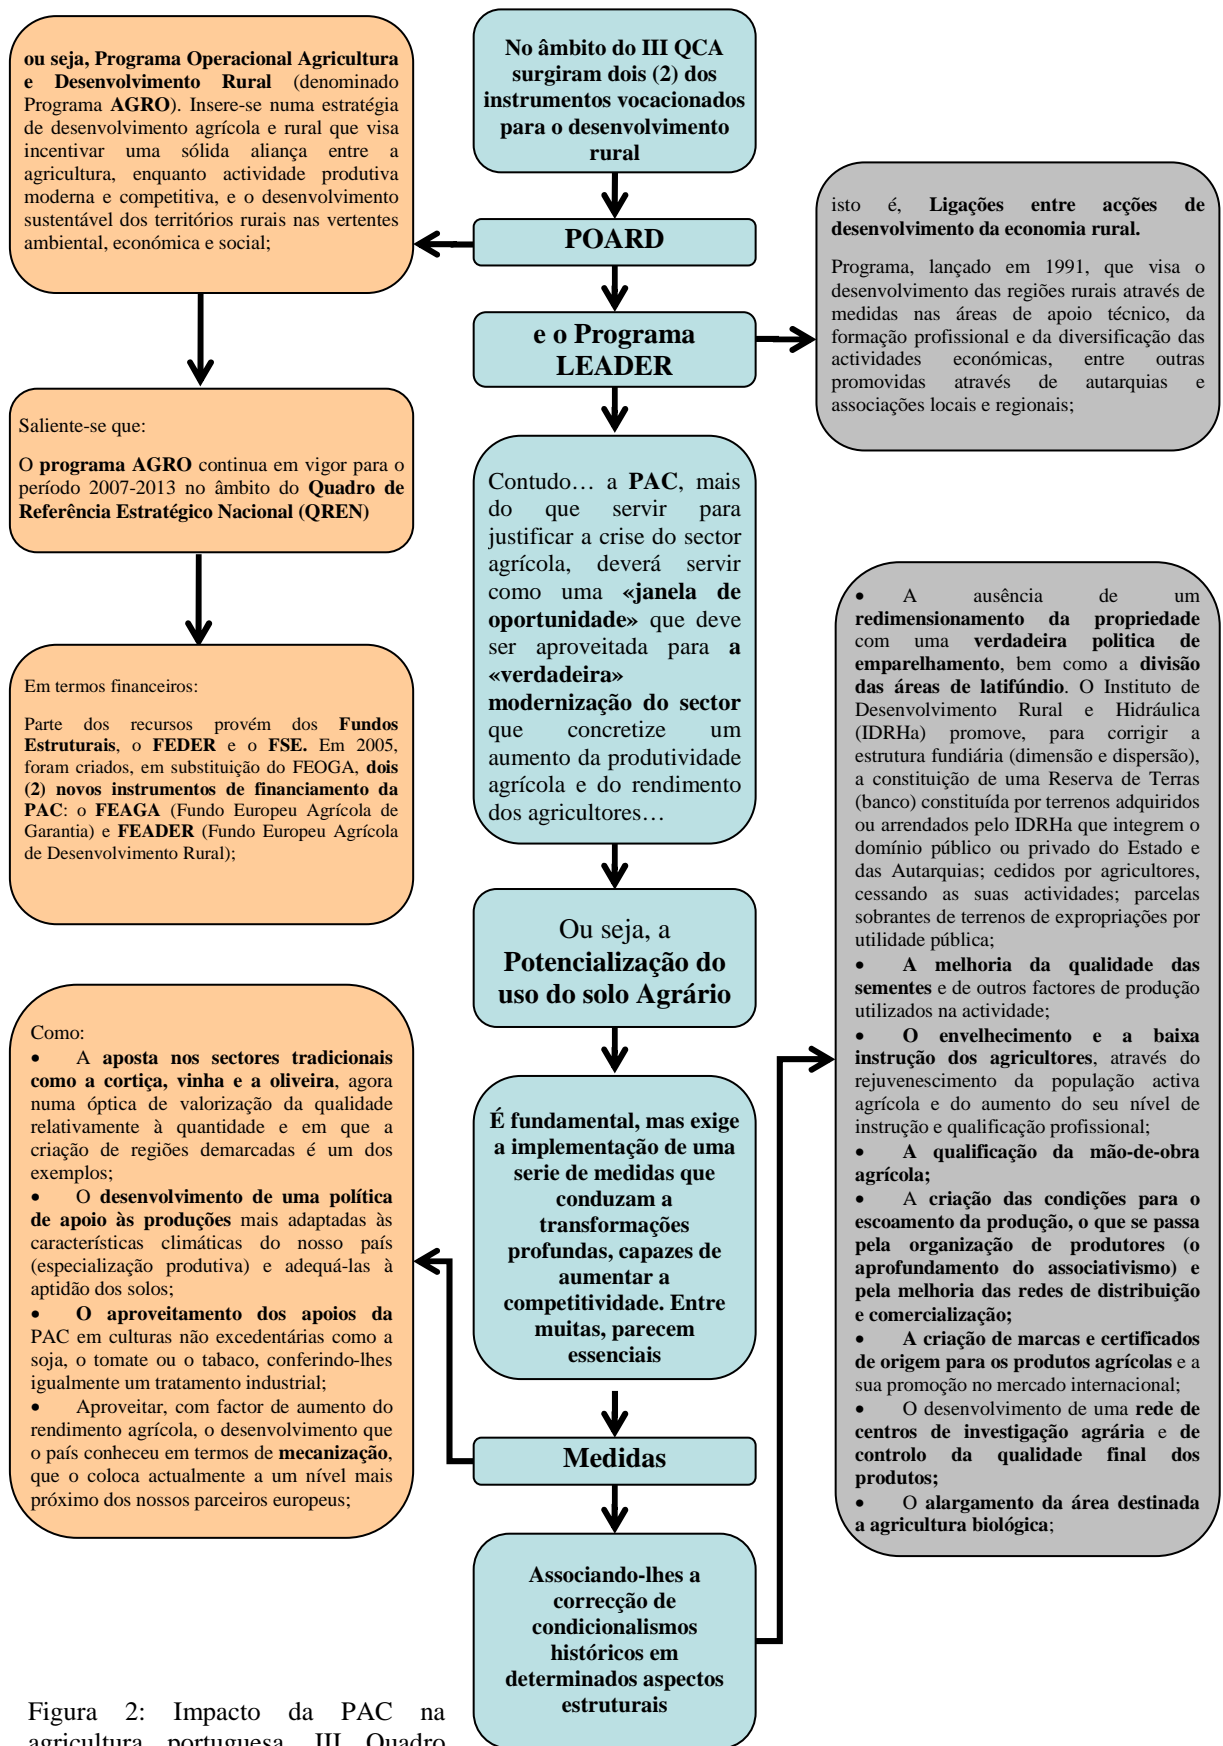 No âmbito do III QCA
surgiram dois (2) dos
instrumentos vocacionados
para o desenvolvimento
rural
POARD
ou seja, Programa Operacional Agricultura
e Desenvolvimento Rural (denominado
Programa AGRO). Insere-se numa estratégia
de desenvolvimento agrícola e rural que visa
incentivar uma sólida aliança entre a
agricultura, enquanto actividade produtiva
moderna e competitiva, e o desenvolvimento
sustentável dos territórios rurais nas vertentes
ambiental, económica e social;
Saliente-se que:
O programa AGRO continua em vigor para o
período 2007-2013 no âmbito do Quadro de
Referência Estratégico Nacional (QREN)
Em termos financeiros:
Parte dos recursos provém dos Fundos
Estruturais, o FEDER e o FSE. Em 2005,
foram criados, em substituição do FEOGA, dois
(2) novos instrumentos de financiamento da
PAC: o FEAGA (Fundo Europeu Agrícola de
Garantia) e FEADER (Fundo Europeu Agrícola
de Desenvolvimento Rural);
e o Programa
LEADER
isto é, Ligações entre acções de
desenvolvimento da economia rural.
Programa, lançado em 1991, que visa o
desenvolvimento das regiões rurais através de
medidas nas áreas de apoio técnico, da
formação profissional e da diversificação das
actividades económicas, entre outras
promovidas através de autarquias e
associações locais e regionais;
Contudo… a PAC, mais
do que servir para
justificar a crise do sector
agrícola, deverá servir
como uma «janela de
oportunidade» que deve
ser aproveitada para a
«verdadeira»
modernização do sector
que concretize um
aumento da produtividade
agrícola e do rendimento
dos agricultores…
Ou seja, a
Potencialização do
uso do solo Agrário
É fundamental, mas exige
a implementação de uma
serie de medidas que
conduzam a
transformações
profundas, capazes de
aumentar a
competitividade. Entre
muitas, parecem
essenciais
Medidas
Como:
• A aposta nos sectores tradicionais
como a cortiça, vinha e a oliveira, agora
numa óptica de valorização da qualidade
relativamente à quantidade e em que a
criação de regiões demarcadas é um dos
exemplos;
• O desenvolvimento de uma política
de apoio às produções mais adaptadas às
características climáticas do nosso país
(especialização produtiva) e adequá-las à
aptidão dos solos;
• O aproveitamento dos apoios da
PAC em culturas não excedentárias como a
soja, o tomate ou o tabaco, conferindo-lhes
igualmente um tratamento industrial;
• Aproveitar, com factor de aumento do
rendimento agrícola, o desenvolvimento que
o país conheceu em termos de mecanização,
que o coloca actualmente a um nível mais
próximo dos nossos parceiros europeus;
Associando-lhes a
correcção de
condicionalismos
históricos em
determinados aspectos
estruturais
• A ausência de um
redimensionamento da propriedade
com uma verdadeira politica de
emparelhamento, bem como a divisão
das áreas de latifúndio. O Instituto de
Desenvolvimento Rural e Hidráulica
(IDRHa) promove, para corrigir a
estrutura fundiária (dimensão e dispersão),
a constituição de uma Reserva de Terras
(banco) constituída por terrenos adquiridos
ou arrendados pelo IDRHa que integrem o
domínio público ou privado do Estado e
das Autarquias; cedidos por agricultores,
cessando as suas actividades; parcelas
sobrantes de terrenos de expropriações por
utilidade pública;
• A melhoria da qualidade das
sementes e de outros factores de produção
utilizados na actividade;
• O envelhecimento e a baixa
instrução dos agricultores, através do
rejuvenescimento da população activa
agrícola e do aumento do seu nível de
instrução e qualificação profissional;
• A qualificação da mão-de-obra
agrícola;
• A criação das condições para o
escoamento da produção, o que se passa
pela organização de produtores (o
aprofundamento do associativismo) e
pela melhoria das redes de distribuição
e comercialização;
• A criação de marcas e certificados
de origem para os produtos agrícolas e a
sua promoção no mercado internacional;
• O desenvolvimento de uma rede de
centros de investigação agrária e de
controlo da qualidade final dos
produtos;
• O alargamento da área destinada
a agricultura biológica;
Figura 2: Impacto da PAC na
agricultura portuguesa. III Quadro